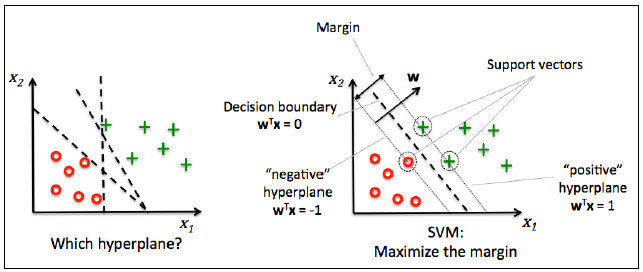 Margin
x₂
x₁
Which hyperplane?
x₂
w
Support vectors
Decision boundary
wᵀx = 0
“negative”
hyperplane
wᵀx = -1
“positive”
hyperplane
wᵀx = 1
x₁
SVM:
Maximize the margin